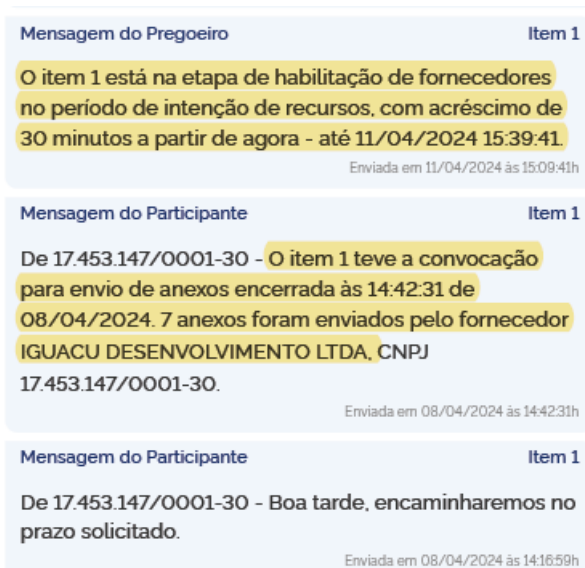 Mensagem do Pregoeiro Item 1
O item 1 está na etapa de habilitação de fornecedores
no período de intenção de recursos, com acréscimo de
30 minutos a partir de agora - até 11/04/2024 15:39:41.
Enviada em 11/04/2024 às 15:09:41h
Mensagem do Participante Item 1
De 17.453.147/0001-30 - O item 1 teve a convocação
para envio de anexos encerrada às 14:42:31 de
08/04/2024. 7 anexos foram enviados pelo fornecedor
IGUACU DESENVOLVIMENTO LTDA, CNPJ
17.453.147/0001-30.
Enviada em 08/04/2024 às 14:42:31h
Mensagem do Participante Item 1
De 17.453.147/0001-30 - Boa tarde, encaminharemos no
prazo solicitado.
Enviada em 08/04/2024 às 14:16:59h